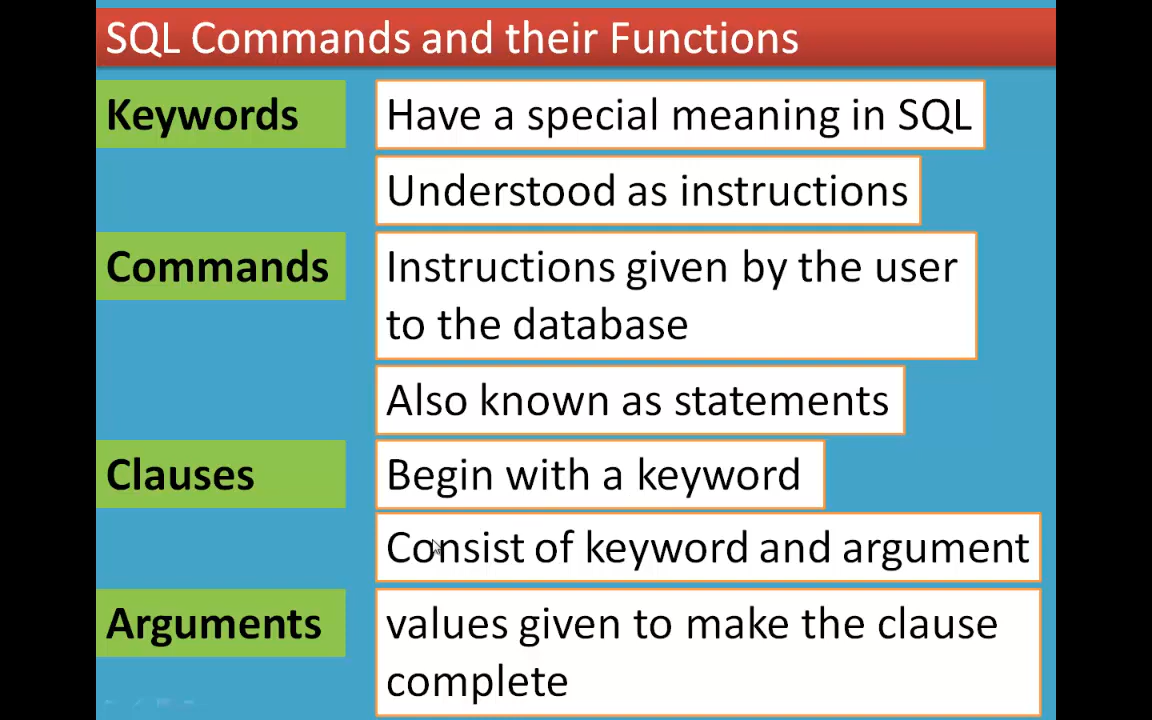 SQL Commands and their Functions
Keywords
Have a special meaning in SQL
Understood as instructions
Commands
Instructions given by the user
to the database
Also known as statements
Clauses
Begin with a keyword
Consist of keyword and argument
Arguments
values given to make the clause
complete